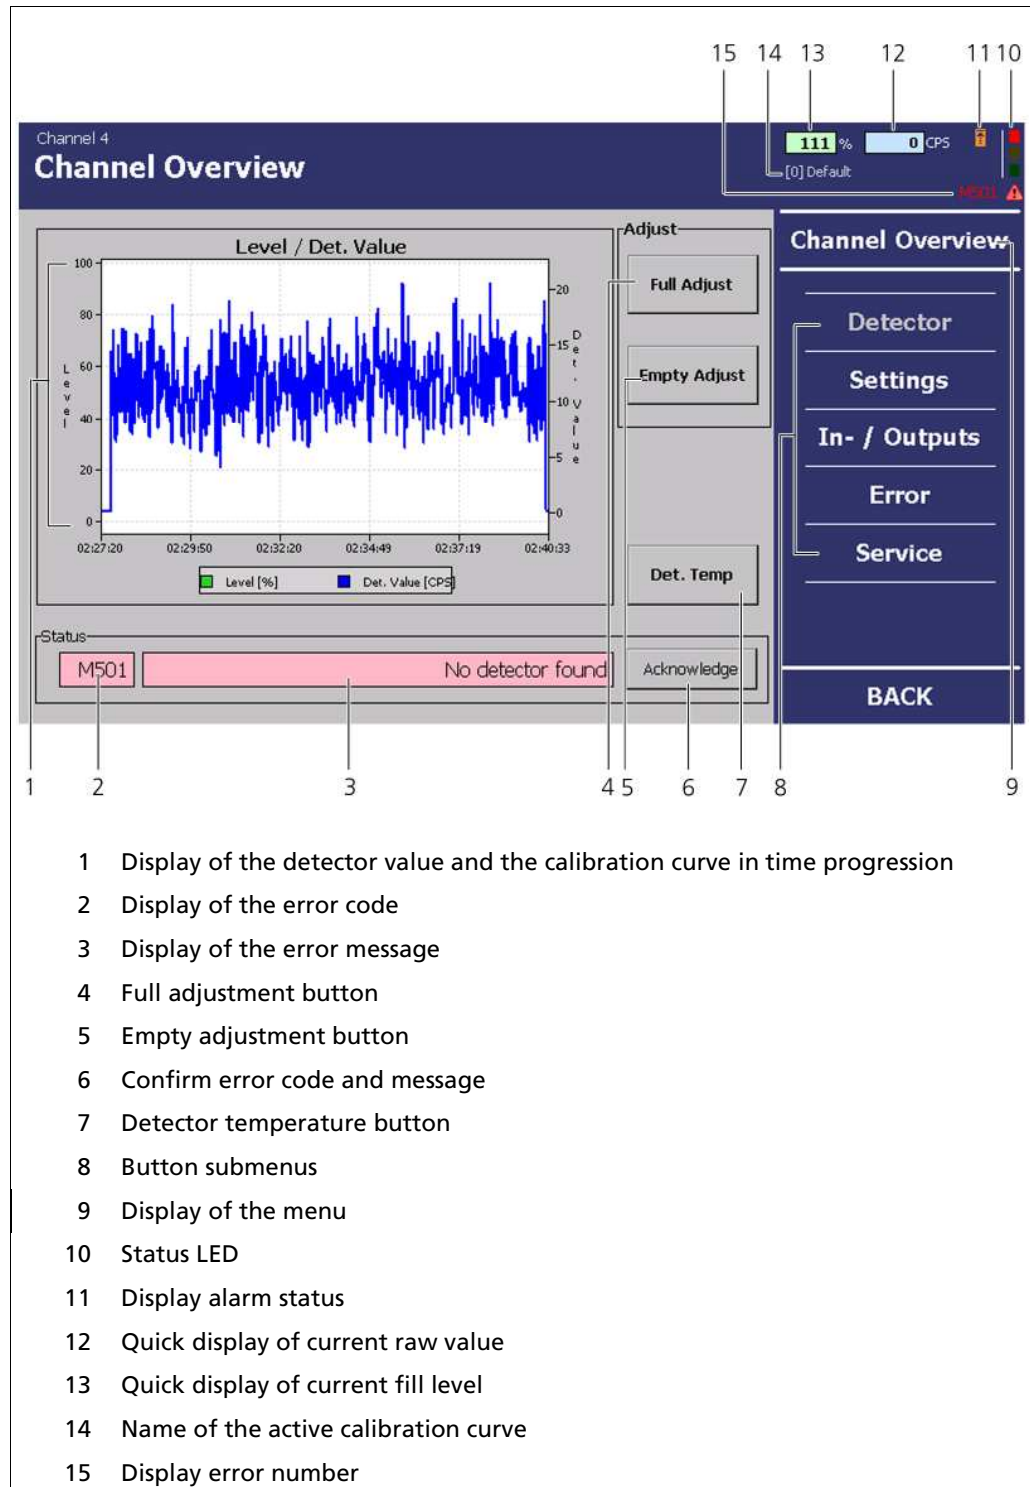 15 14 13 12 11 10
Channel 4
Channel Overview
111 % 0 CPS
[0] Default
M501
Level / Det. Value
Level
100
80
60
40
20
0
20
15
10
5
0
Det. Value
02:27:20 02:29:50 02:32:20 02:34:49 02:37:19 02:40:33
Level [%] Det. Value [CPS]
Adjust
Full Adjust
Empty Adjust
Det. Temp
Status
M501 No detector found Acknowledge
Channel Overview
Detector
Settings
In- / Outputs
Error
Service
BACK
1 2 3 4 5 6 7 8 9
1 Display of the detector value and the calibration curve in time progression
2 Display of the error code
3 Display of the error message
4 Full adjustment button
5 Empty adjustment button
6 Confirm error code and message
7 Detector temperature button
8 Button submenus
9 Display of the menu
10 Status LED
11 Display alarm status
12 Quick display of current raw value
13 Quick display of current fill level
14 Name of the active calibration curve
15 Display error number